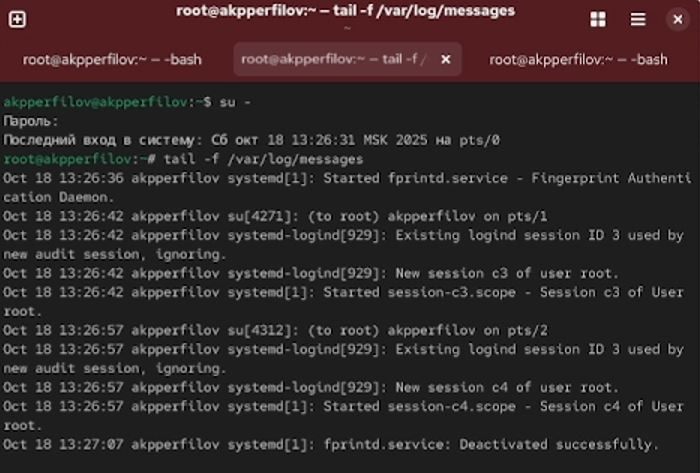 root@akpperfilov:~ — tail -f /var/log/messages
~
root@akpperfilov:~ — -bash
root@akpperfilov:~ — tail -f /
root@akpperfilov:~ — -bash
akpperfilov@akpperfilov:~$ su -
Пароль:
Последний вход в систему: Сб окт 18 13:26:31 MSK 2025 на pts/0
root@akpperfilov:~# tail -f /var/log/messages
Oct 18 13:26:36 akpperfilov systemd[1]: Started fprintd.service - Fingerprint Authenti
cation Daemon.
Oct 18 13:26:42 akpperfilov su[4271]: (to root) akpperfilov on pts/1
Oct 18 13:26:42 akpperfilov systemd-logind[929]: Existing logind session ID 3 used by
new audit session, ignoring.
Oct 18 13:26:42 akpperfilov systemd-logind[929]: New session c3 of user root.
Oct 18 13:26:42 akpperfilov systemd[1]: Started session-c3.scope - Session c3 of User
root.
Oct 18 13:26:57 akpperfilov su[4312]: (to root) akpperfilov on pts/2
Oct 18 13:26:57 akpperfilov systemd-logind[929]: Existing logind session ID 3 used by
new audit session, ignoring.
Oct 18 13:26:57 akpperfilov systemd-logind[929]: New session c4 of user root.
Oct 18 13:26:57 akpperfilov systemd[1]: Started session-c4.scope - Session c4 of User
root.
Oct 18 13:27:07 akpperfilov systemd[1]: fprintd.service: Deactivated successfully.